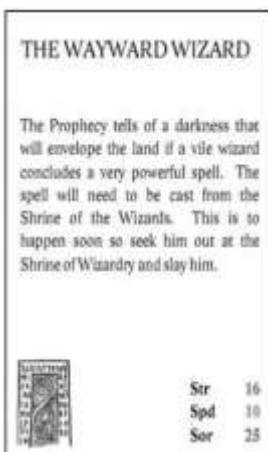 THE WAYWARD WIZARD
The Prophecy tells of a darkness that
will envelope the land if a vile wizard
concludes a very powerful spell. The
spell will need to be cast from the
Shrine of the Wizards. This is to
happen soon so seek him out at the
Shrine of Wizardry and slay him.
Str 16
Spd 10
Sor 25